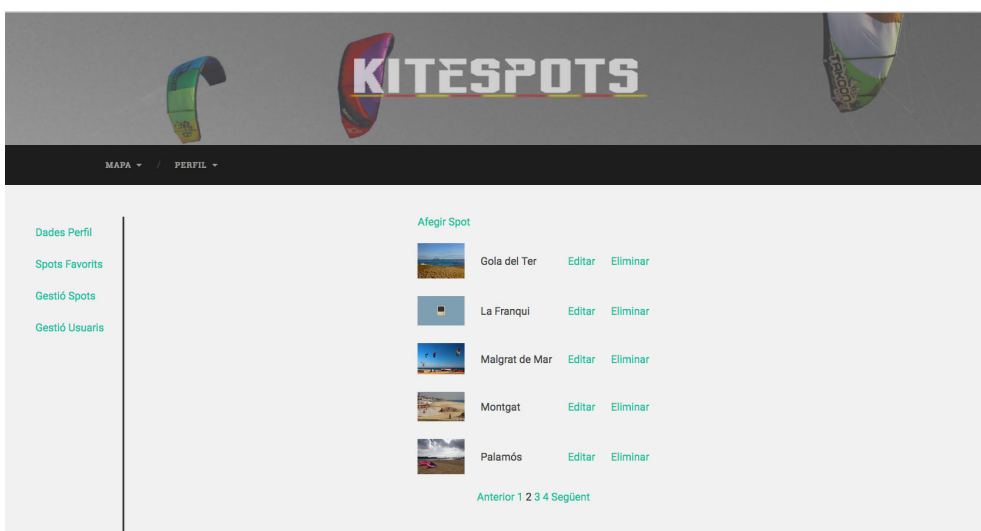 KITESPOTS
MAPA / PERFIL
Dades Perfil
Spots Favorits
Gestió Spots
Gestió Usuaris
Afegir Spot
Gola del Ter Editar Eliminar
La Franqui Editar Eliminar
Malgrat de Mar Editar Eliminar
Montgat Editar Eliminar
Palamós Editar Eliminar
Anterior 1 2 3 4 Següent